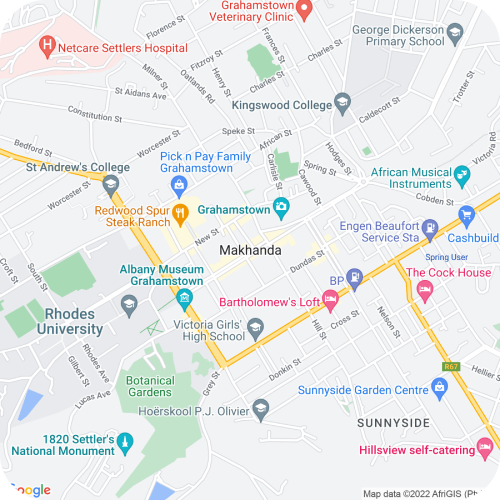 Grahamstown
Veterinary Clinic
Florence St
Charles St
George Dickerson
Primary School
Netcare Settlers Hospital
Fitzroy St
Henry St
Milner St
Oatlands Rd
Charles St
Trotter St
St Aidans Ave
Constitution St
Kingswood College
Caldecott St
Worcester St
Speke St
African St
Hodges St
Victoria Rd
Bedford St
St Andrew's College
Worcester St
Pick n Pay Family
Grahamstown
Carlisle St
Spring St
Cawood St
African Musical
Instruments
Cobden St
Redwood Spur
Steak Ranch
Grahamstown
New St
Engen Beaufort
Service Sta
Cashbuild
Spring User
Makhanda
Croft St
South St
Albany Museum
Grahamstown
Dundas St
BP
The Cock House
Rhodes
University
Bartholomew's Loft
Victoria Girls'
High School
Hill St
Cross St
Nelson St
Rhodes Ave
Gilbert St
Lucas Ave
Botanical
Gardens
Grey St
Donkin St
R67
Hellier S
Sunnyside Garden Centre
Hoërskool P.J. Olivier
SUNNYSIDE
1820 Settler's
National Monument
Hillsview self-catering
oogle
Map data ©2022 AfriGIS (Pt